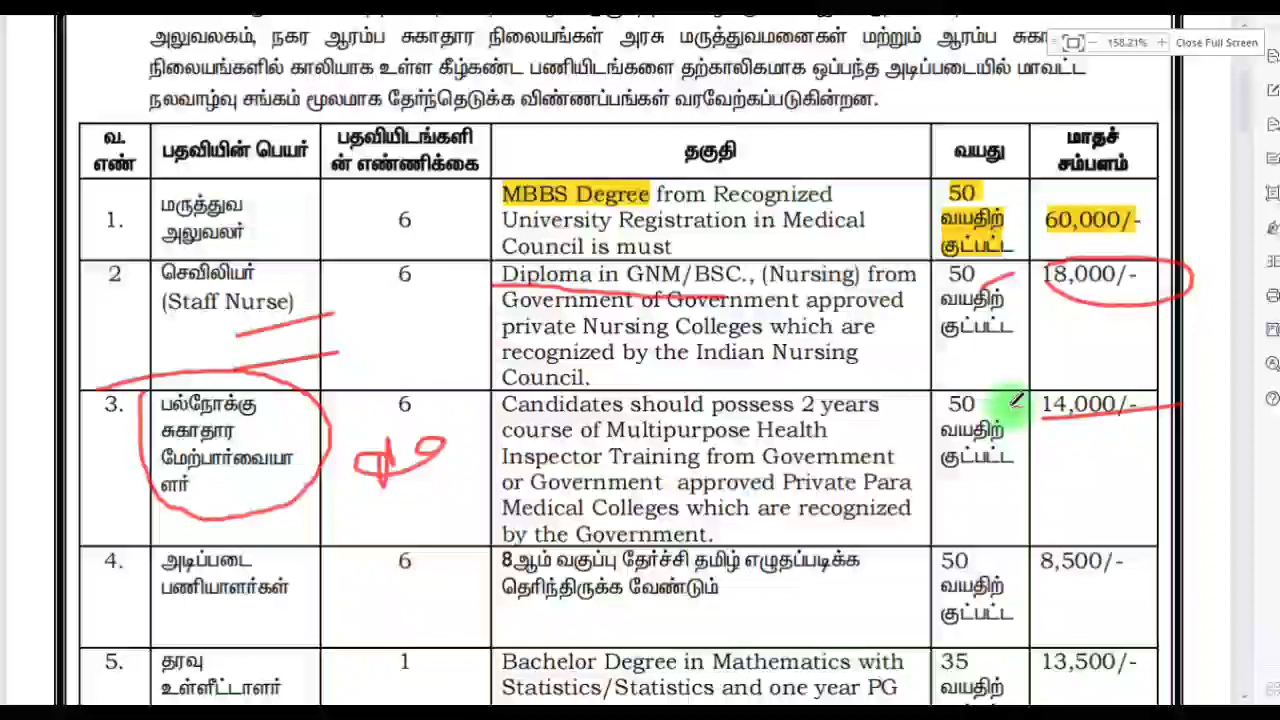 அலுவலகம், நகர ஆரம்ப சுகாதார நிலையங்கள் அரசு மருத்துவமனைகள் மற்றும் ஆரம்ப
நிலையங்களில் காலியாக உள்ள கீழ்கண்ட பணியிடங்களை தற்காலிகமாக ஒப்பந்த அடிப்படையில் மாவட்ட
நலவாழ்வு சங்கம் மூலமாக தேர்ந்தெடுக்க விண்ணப்பங்கள் வரவேற்கப்படுகின்றன.
158.21% Close Full Screen
வ. எண் பதவியின் பெயர் பதவியிடங்களி ன் எண்ணிக்கை தகுதி வயது மாதச் சம்பளம்
1. மருத்துவ அலுவலர் 6 MBBS Degree from Recognized
University Registration in Medical
Council is must
50 வயதிற் குட்பட்ட 60,000/-
2 செவிலியர்
(Staff Nurse)
6
Diploma in GNM/BSC., (Nursing) from
Government of Government approved
private Nursing Colleges which are
recognized by the Indian Nursing
Council.
50
வயதிற்
குட்பட்ட
18,000/-
3. பல்நோக்கு
சுகாதார
மேற்பார்வையா
ளர்
6
Candidates should possess 2 years
course of Multipurpose Health
Inspector Training from Government
or Government approved Private Para
Medical Colleges which are recognized
by the Government.
50
வயதிற்
குட்பட்ட
14,000/-
4. அடிப்படை
பணியாளர்கள்
6
8ஆம் வகுப்பு தேர்ச்சி தமிழ் எழுதப்படிக்க
தெரிந்திருக்க வேண்டும்
50
வயதிற்
குட்பட்ட
8,500/-
5. தரவு
உள்ளீட்டாளர்
1
Bachelor Degree in Mathematics with
Statistics/Statistics and one year PG
35
வயதிற்
13,500/-